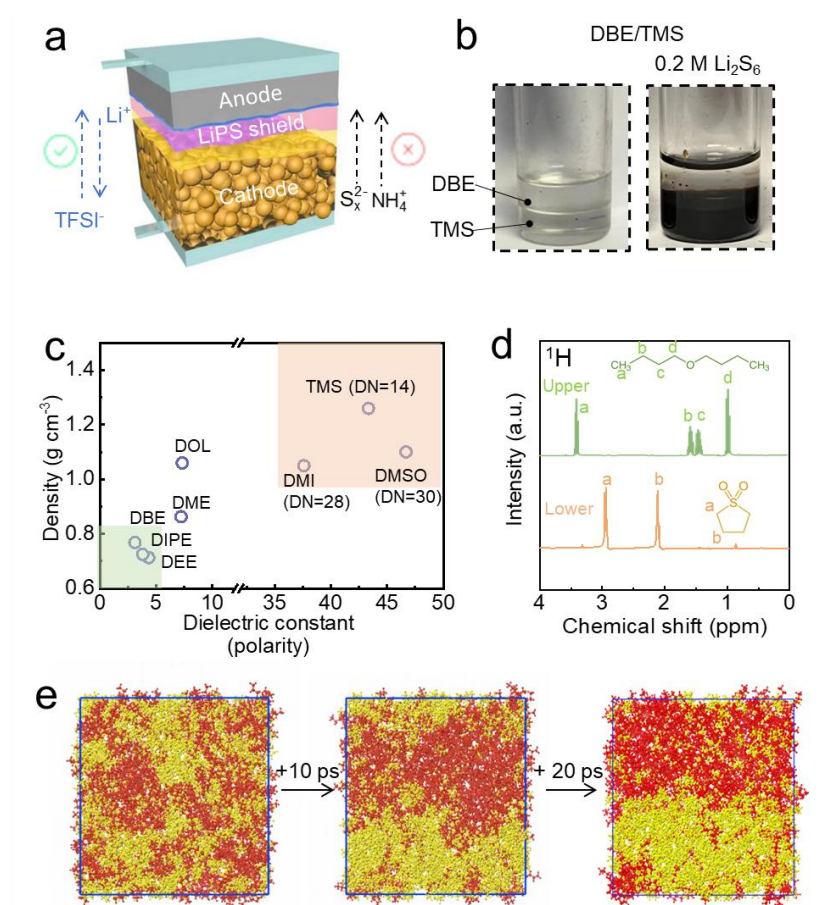 a
Anode
Li⁺
LiPS shield
Cathode
TFSI⁻
Sₓ²⁻ NH₄⁺
b
DBE/TMS
0.2 M Li₂S₆
DBE
TMS
c
Density (g cm⁻³)
1.4
1.2
1.0
0.8
0.6
TMS (DN=14)
DOL
DMI
(DN=28)
DMSO
(DN=30)
DME
DBE
DIPE
DEE
0 5 10 35 40 45 50
Dielectric constant
(polarity)
d
¹H
Intensity (a.u.)
b d
CH₃ O CH₃
a c
Upper
a b c d
Lower
a b
O O
S
a
b
4 3 2 1 0
Chemical shift (ppm)
e
+10 ps
+ 20 ps